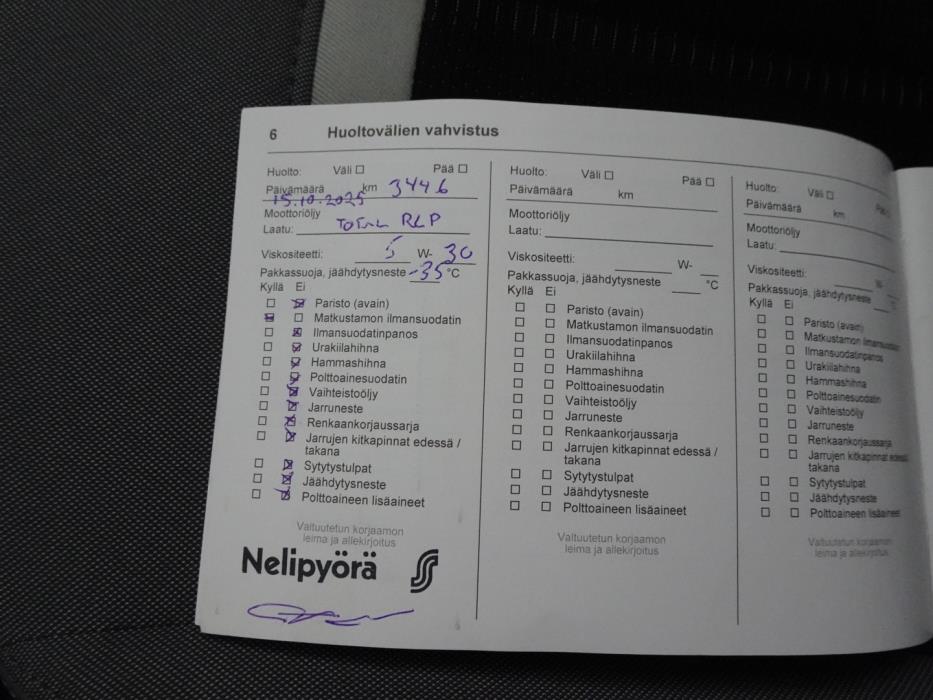 6 Huoltovälien vahvistus
Huolto: Väli ☐ Pää ☐
Päivämäärä km 3446
15.10.2025
Moottoriöljy
Laatu: TOTAL RLP
Viskositeetti: 5 W- 30
Pakkassuoja, jäähdytysneste -35 °C
Kyllä Ei
Paristo (avain)
Matkustamon ilmansuodatin
Ilmansuodatinpanos
Urakiilahihna
Hammashihna
Polttoainesuodatin
Vaihteistoöljy
Jarruneste
Renkaankorjaussarja
Jarrujen kitkapinnat edessä /
takana
Sytytystulpat
Jäähdytysneste
Polttoaineen lisäaineet
Valtuutetun korjaamon
leima ja allekirjoitus
Nelipyörä
Huolto: Väli ☐ Pää ☐
Päivämäärä km
Moottoriöljy
Laatu:
Viskositeetti: W-
Pakkassuoja, jäähdytysneste °C
Kyllä Ei
Paristo (avain)
Matkustamon ilmansuodatin
Ilmansuodatinpanos
Urakiilahihna
Hammashihna
Polttoainesuodatin
Vaihteistoöljy
Jarruneste
Renkaankorjaussarja
Jarrujen kitkapinnat edessä /
takana
Sytytystulpat
Jäähdytysneste
Polttoaineen lisäaineet
Valtuutetun korjaamon
leima ja allekirjoitus
Huolto: Väli ☐ Pää
Päivämäärä km
Moottoriöljy
Laatu:
Viskositeetti: W-
Pakkassuoja, jäähdytysneste
Kyllä Ei
Paristo (avain)
Matkustamon ilmansuodatin
Ilmansuodatinpanos
Urakiilahihna
Hammashihna
Polttoainesuodatin
Vaihteistoöljy
Jarruneste
Renkaankorjaussarja
Jarrujen kitkapinnat edessä
takana
Sytytystulpat
Jäähdytysneste
Polttoaineen lisäaineet
Valtuutetun korjaamon
leima ja allekirjoitus